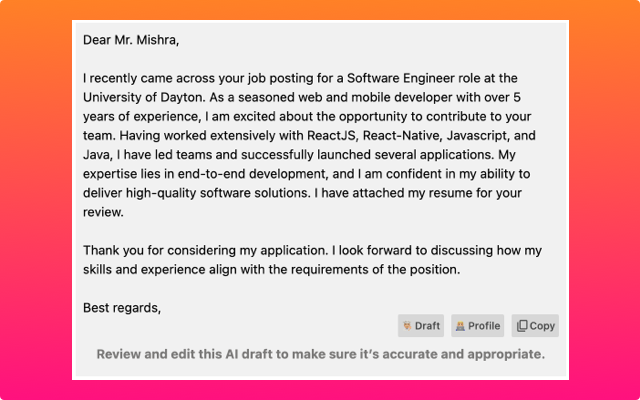 Dear Mr. Mishra,
I recently came across your job posting for a Software Engineer role at the
University of Dayton. As a seasoned web and mobile developer with over 5
years of experience, I am excited about the opportunity to contribute to your
team. Having worked extensively with ReactJS, React-Native, Javascript, and
Java, I have led teams and successfully launched several applications. My
expertise lies in end-to-end development, and I am confident in my ability to
deliver high-quality software solutions. I have attached my resume for your
review.
Thank you for considering my application. I look forward to discussing how my
skills and experience align with the requirements of the position.
Best regards,
Draft Profile Copy
Review and edit this AI draft to make sure it’s accurate and appropriate.